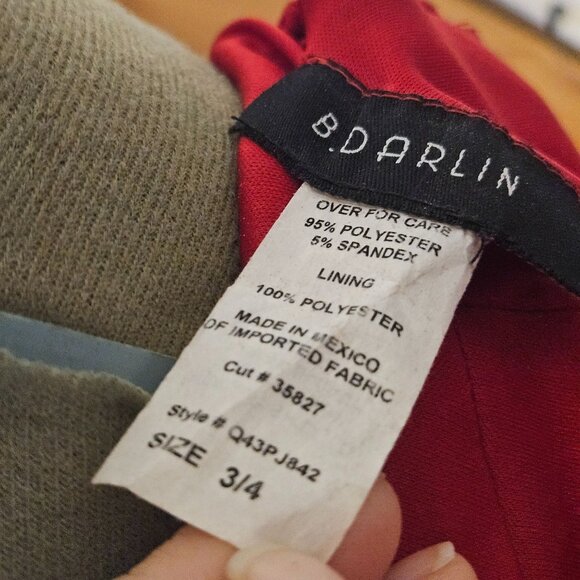 B.DARLIN
OVER FOR CARE
95% POLYESTER
5% SPANDEX
LINING
100% POLYESTER
MADE IN MEXICO
OF IMPORTED FABRIC
Cut # 35827
Style # Q43PJ842
SIZE 3/4